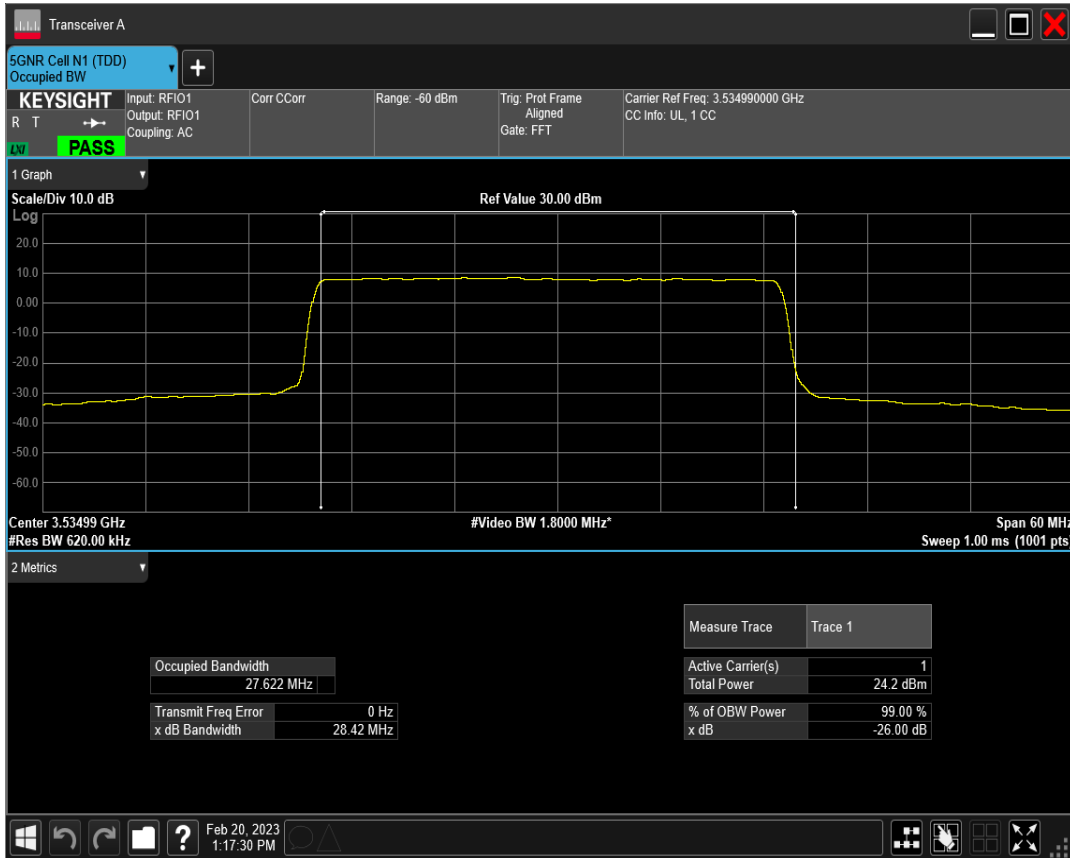 Transceiver A
5GNR Cell N1 (TDD)
Occupied BW
+
KEYSIGHT
R T
LXI
PASS
Input: RFIO1
Output: RFIO1
Coupling: AC
Corr CCorr
Range: -60 dBm
Trig: Prot Frame
Aligned
Gate: FFT
Carrier Ref Freq: 3.534990000 GHz
CC Info: UL, 1 CC
1 Graph
Scale/Div 10.0 dB
Ref Value 30.00 dBm
Log
20.0
10.0
0.00
-10.0
-20.0
-30.0
-40.0
-50.0
-60.0
Center 3.53499 GHz
#Video BW 1.8000 MHz*
Span 60 MHz
#Res BW 620.00 kHz
Sweep 1.00 ms (1001 pts)
2 Metrics
Measure Trace Trace 1
Occupied Bandwidth
27.622 MHz
Active Carrier(s) 1
Total Power 24.2 dBm
Transmit Freq Error 0 Hz
x dB Bandwidth 28.42 MHz
% of OBW Power 99.00 %
x dB -26.00 dB
?
Feb 20, 2023
1:17:30 PM